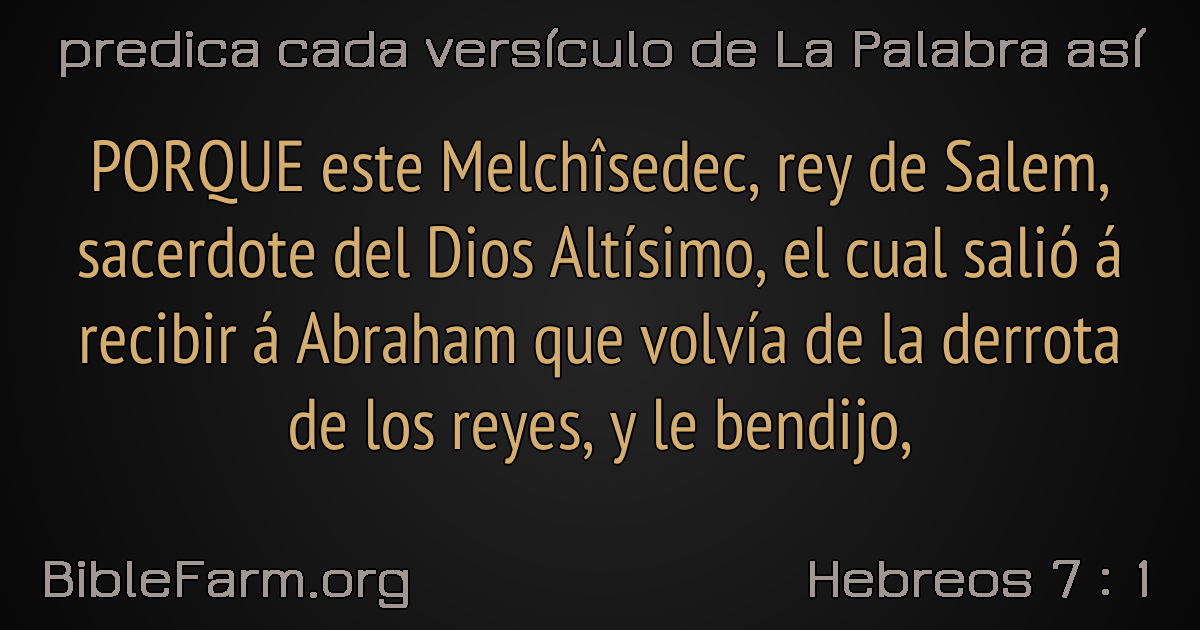 predica cada versículo de La Palabra así
PORQUE este Melchîsedec, rey de Salem,
sacerdote del Dios Altísimo, el cual salió á
recibir á Abraham que volvía de la derrota
de los reyes, y le bendijo,
BibleFarm.org
Hebreos 7 : 1